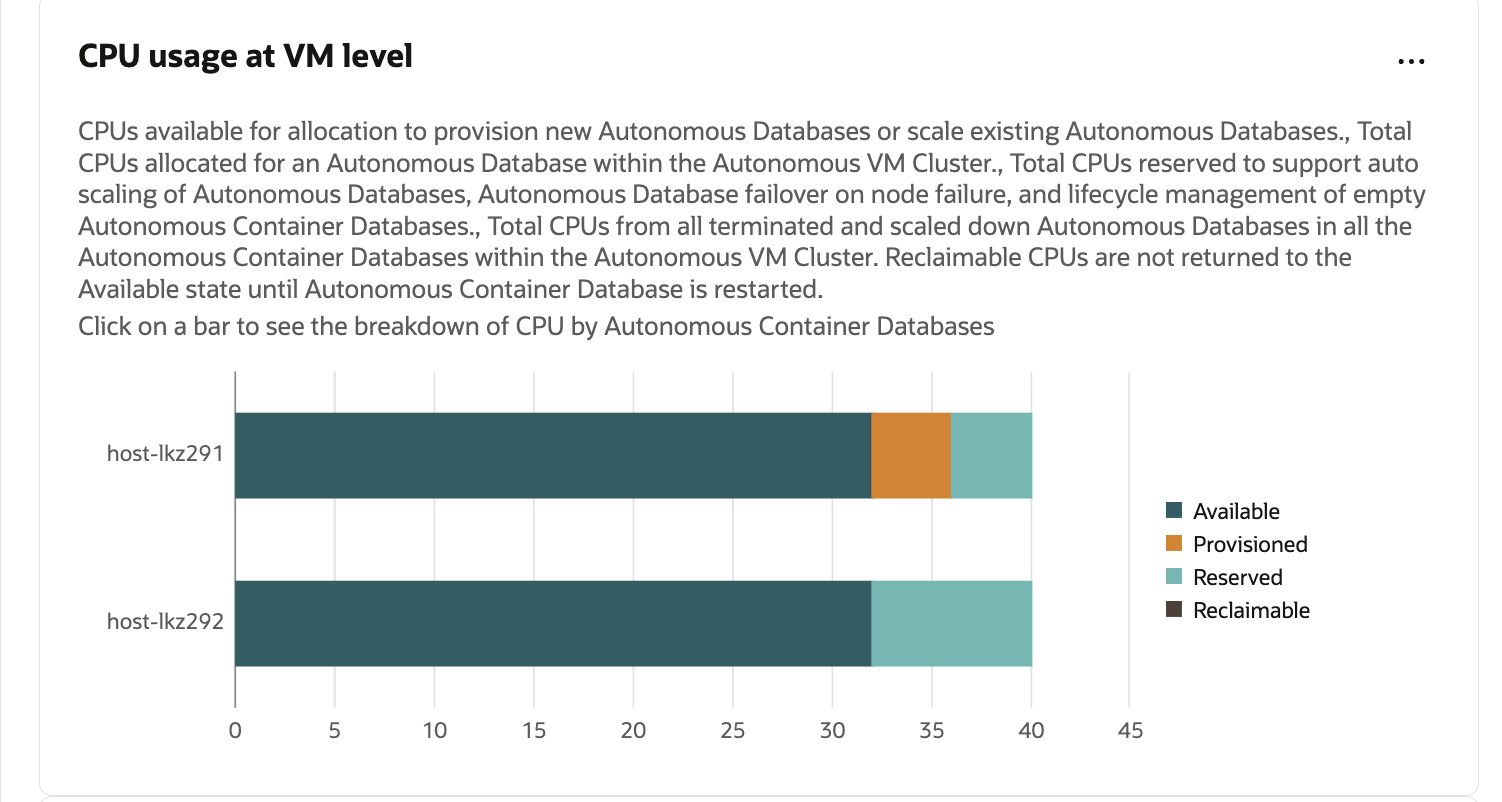 CPU usage at VM level
...
CPUs available for allocation to provision new Autonomous Databases or scale existing Autonomous Databases., Total
CPUs allocated for an Autonomous Database within the Autonomous VM Cluster., Total CPUs reserved to support auto
scaling of Autonomous Databases, Autonomous Database failover on node failure, and lifecycle management of empty
Autonomous Container Databases., Total CPUs from all terminated and scaled down Autonomous Databases in all the
Autonomous Container Databases within the Autonomous VM Cluster. Reclaimable CPUs are not returned to the
Available state until Autonomous Container Database is restarted.
Click on a bar to see the breakdown of CPU by Autonomous Container Databases
host-lkz291
host-lkz292
0 5 10 15 20 25 30 35 40 45
Available
Provisioned
Reserved
Reclaimable